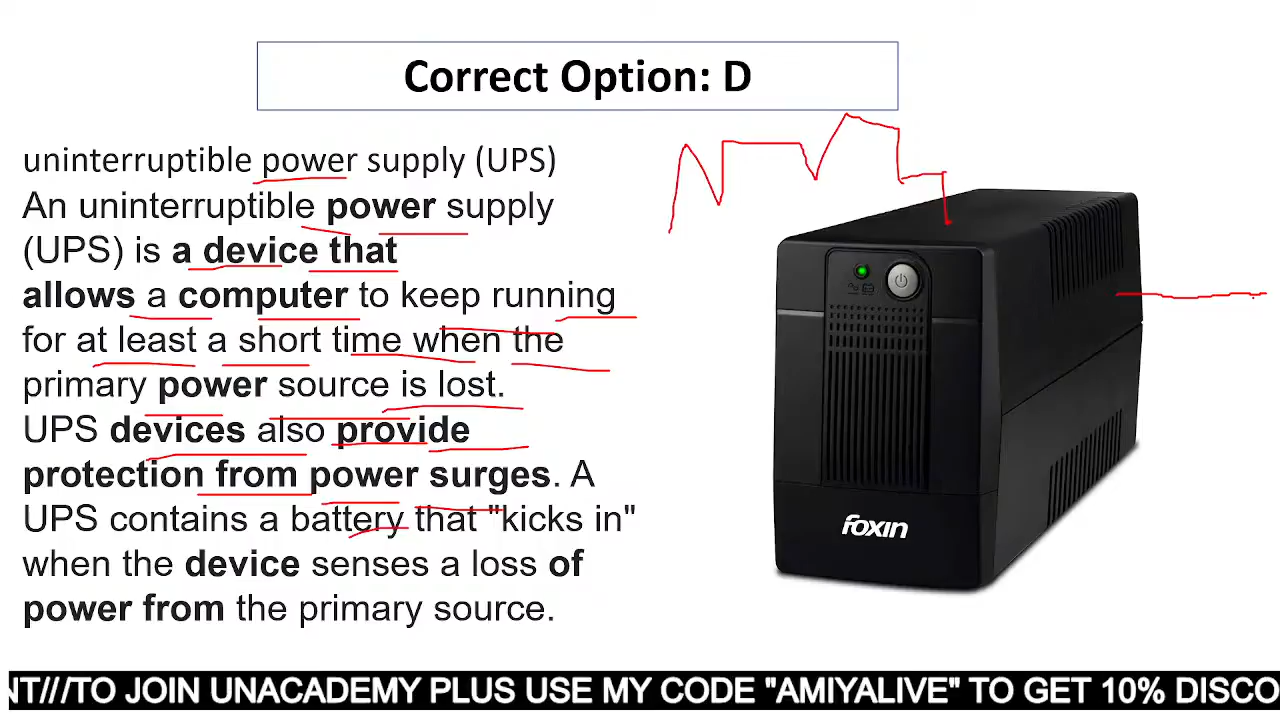 Correct Option: D
uninterruptible power supply (UPS)
An uninterruptible power supply
(UPS) is a device that
allows a computer to keep running
for at least a short time when the
primary power source is lost.
UPS devices also provide
protection from power surges. A
UPS contains a battery that "kicks in"
when the device senses a loss of
power from the primary source.
foxin
NT///TO JOIN UNACADEMY PLUS USE MY CODE "AMIYALIVE" TO GET 10% DISCO